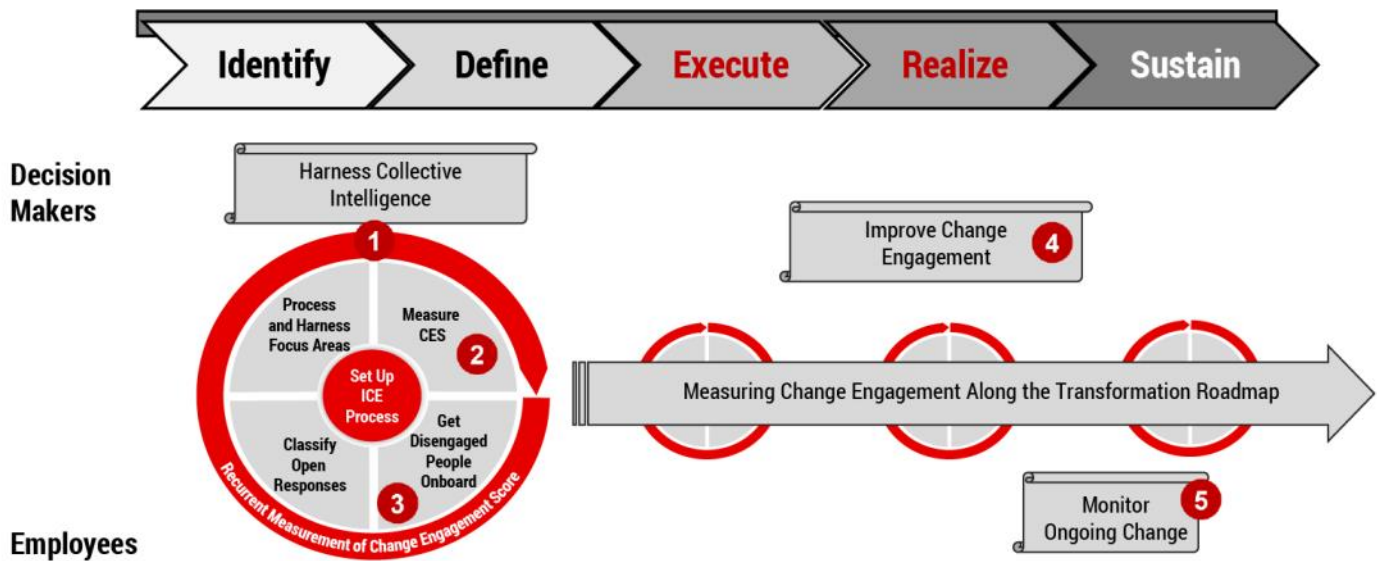 Identify
Define
Execute
Realize
Sustain
Decision
Makers
Harness Collective
Intelligence
1
Improve Change
Engagement
4
Process
and Harness
Focus Areas
Measure
CES
2
Set Up
ICE
Process
Classify
Open
Responses
Get
Disengaged
People
Onboard
3
Recurrent Measurement of Change Engagement Score
Measuring Change Engagement Along the Transformation Roadmap
Monitor
Ongoing Change
5
Employees